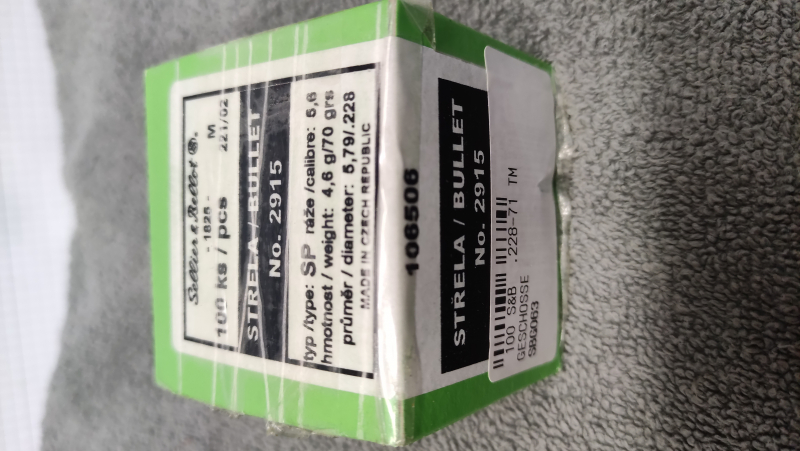 Sellier & Bellot ®.
- 1825 -
M
221/02
100 ks / pcs
STŘELA / BULLET
No. 2915
typ /type: SP ráže /calibre: 5,6
hmotnost / weight: 4,6 g/70 grs
průměr / diameter: 5,79/.228
MADE IN CZECH REPUBLIC
106506
STŘELA / BULLET
No. 2915
100 S&B .228-71 TM
GESCHOSSE
SBG063